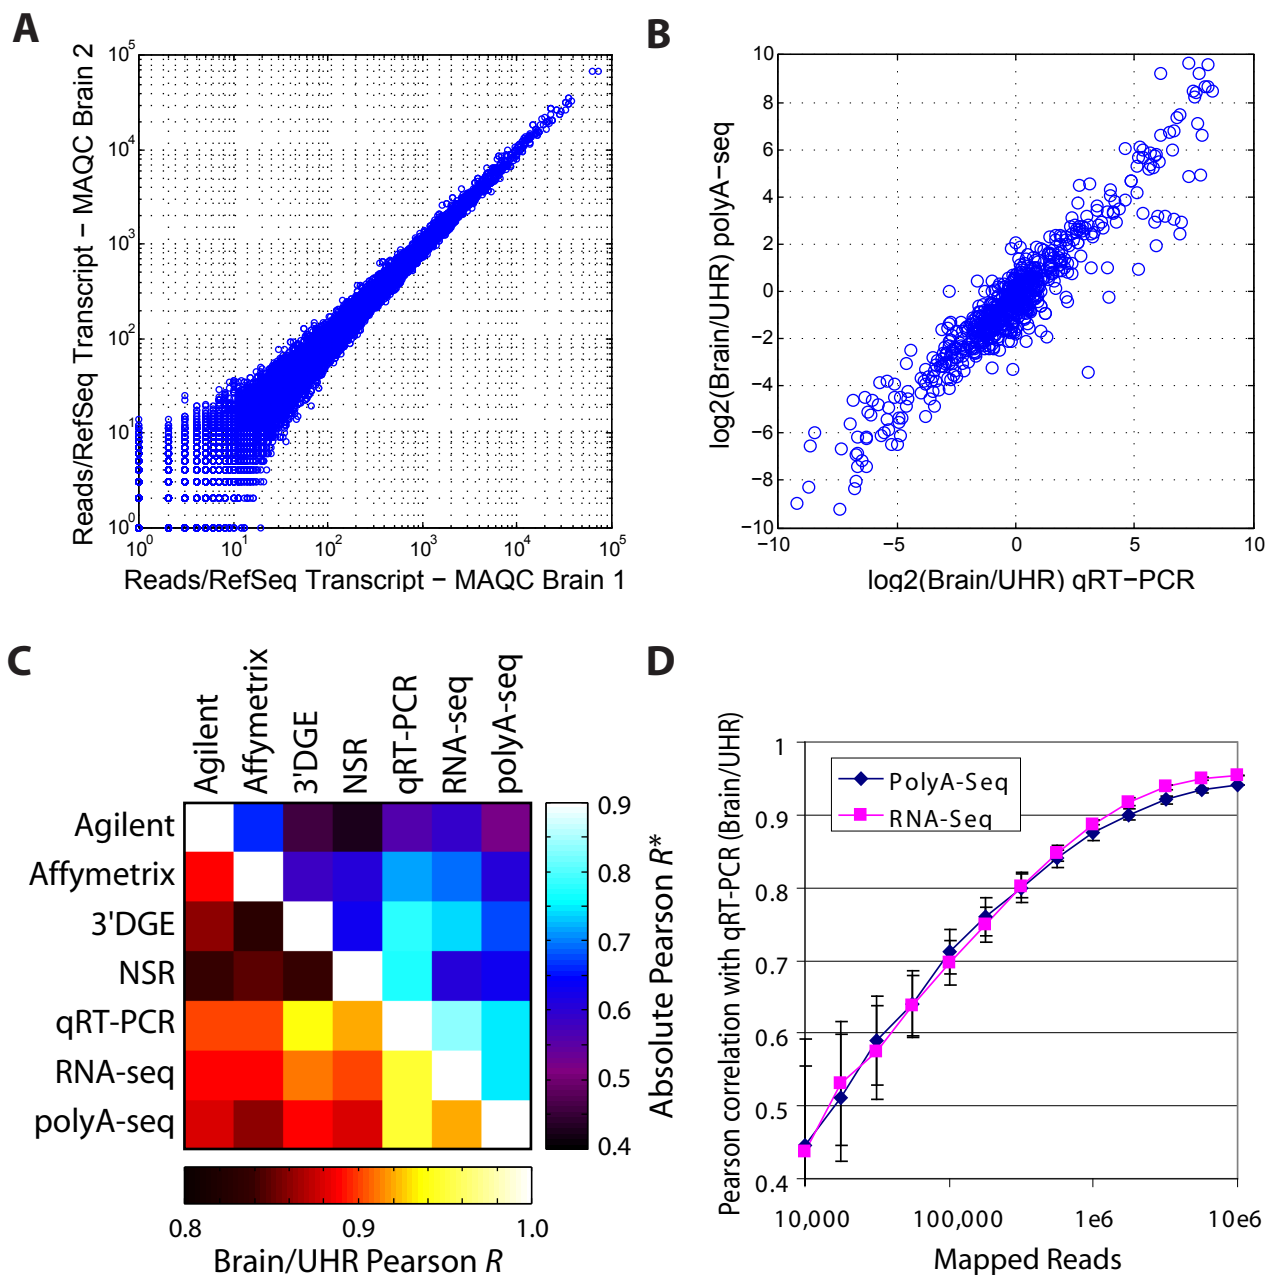 A
Reads/RefSeq Transcript − MAQC Brain 2
10^5
10^4
10^3
10^2
10^1
10^0
10^0 10^1 10^2 10^3 10^4 10^5
Reads/RefSeq Transcript − MAQC Brain 1
B
log2(Brain/UHR) polyA−seq
10
8
6
4
2
0
−2
−4
−6
−8
−10
−10 −5 0 5 10
log2(Brain/UHR) qRT−PCR
C
Agilent
Affymetrix
3'DGE
NSR
qRT-PCR
RNA-seq
polyA-seq
Agilent
Affymetrix
3'DGE
NSR
qRT-PCR
RNA-seq
polyA-seq
0.9
0.8
0.7
0.6
0.5
0.4
Absolute Pearson R*
0.8 0.9 1.0
Brain/UHR Pearson R
D
Pearson correlation with qRT-PCR (Brain/UHR)
1
0.9
0.8
0.7
0.6
0.5
0.4
PolyA-Seq
RNA-Seq
10,000 100,000 1e6 10e6
Mapped Reads